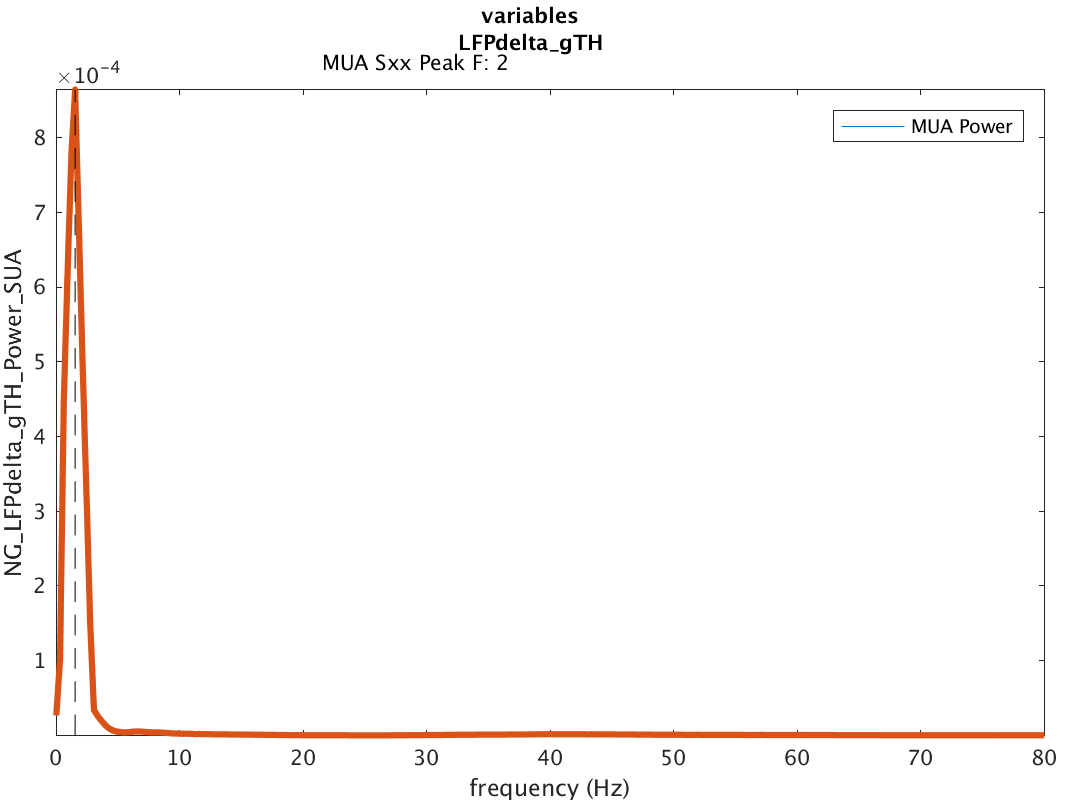 variables
LFPdelta_gTH
MUA Sxx Peak F: 2
×10⁻⁴
MUA Power
8
7
6
5
4
3
2
1
NG_LFPdelta_gTH_Power_SUA
0 10 20 30 40 50 60 70 80
frequency (Hz)